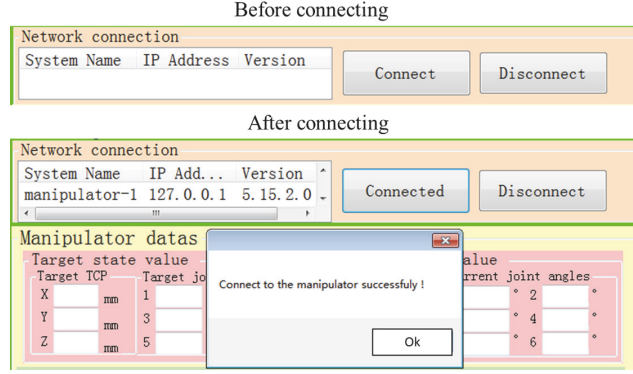 Before connecting
Network connection
System Name IP Address Version
Connect
Disconnect
After connecting
Network connection
System Name IP Add... Version
manipulator-1 127.0.0.1 5.15.2.0
Connected
Disconnect
Manipulator datas
Target state value
Target TCP
Target jo
X mm 1
Y mm 3
Z mm 5
Connect to the manipulator successfuly !
Ok
alue
rrent joint angles
° 2 °
° 4 °
° 6 °